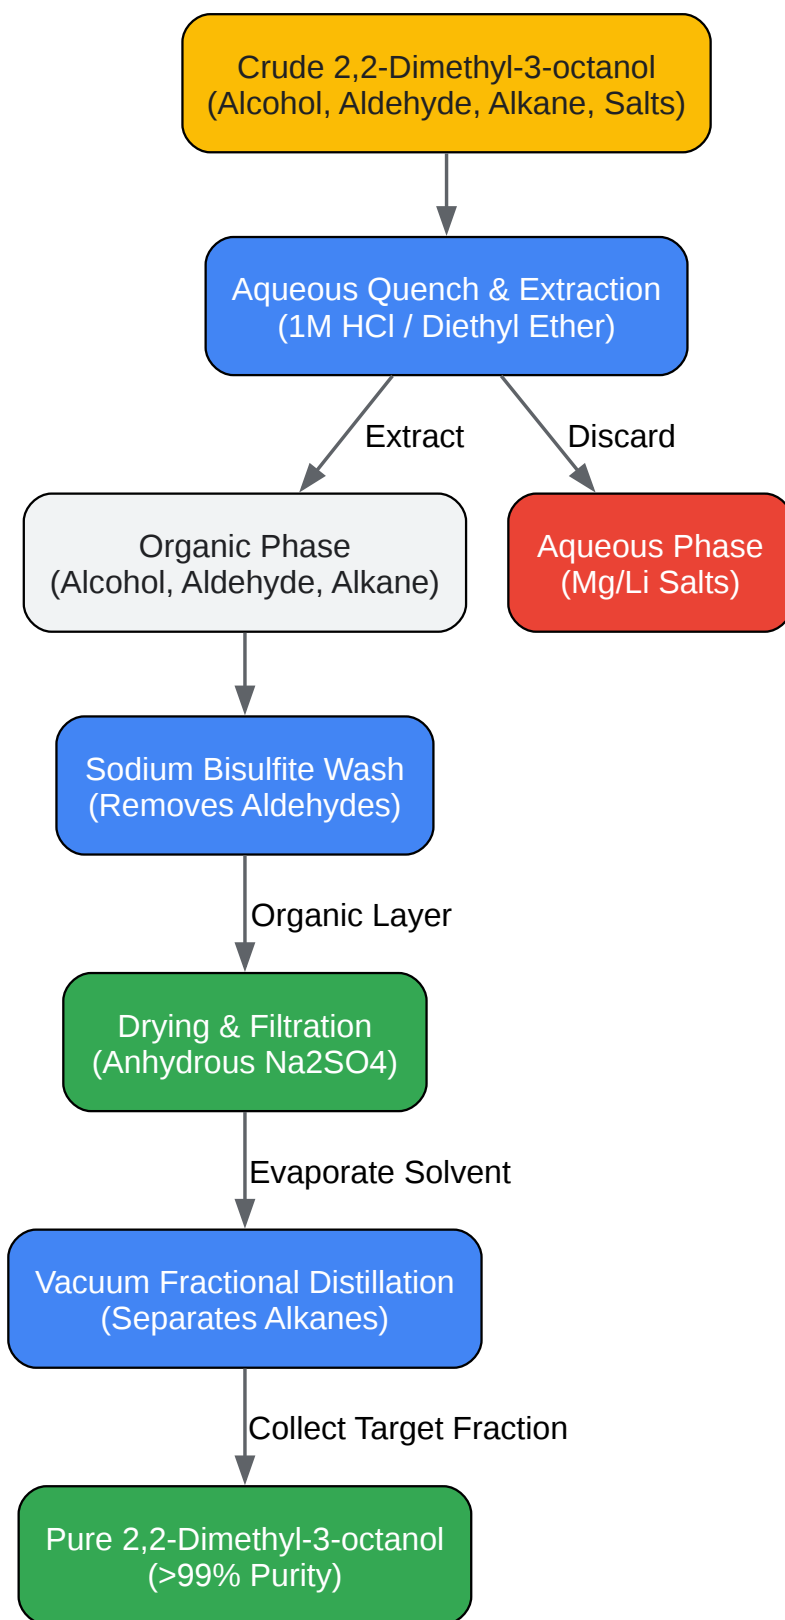 Crude 2,2-Dimethyl-3-octanol
(Alcohol, Aldehyde, Alkane, Salts)
Aqueous Quench & Extraction
(1M HCl / Diethyl Ether)
Extract
Discard
Organic Phase
(Alcohol, Aldehyde, Alkane)
Aqueous Phase
(Mg/Li Salts)
Sodium Bisulfite Wash
(Removes Aldehydes)
Organic Layer
Drying & Filtration
(Anhydrous Na2SO4)
Evaporate Solvent
Vacuum Fractional Distillation
(Separates Alkanes)
Collect Target Fraction
Pure 2,2-Dimethyl-3-octanol
(>99% Purity)